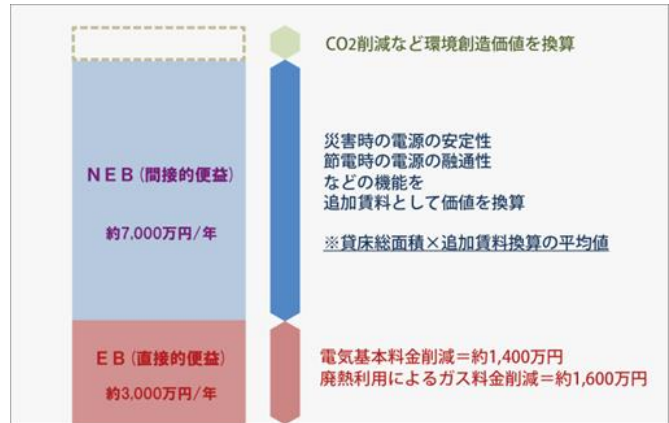 CO2削減など環境創造価値を換算
NEB(間接的便益)
約7,000万円/年
災害時の電源の安定性
節電時の電源の融通性
などの機能を
追加賃料として価値を換算
※貸床総面積×追加賃料換算の平均値
EB(直接的便益)
約3,000万円/年
電気基本料金削減=約1,400万円
廃熱利用によるガス料金削減=約1,600万円